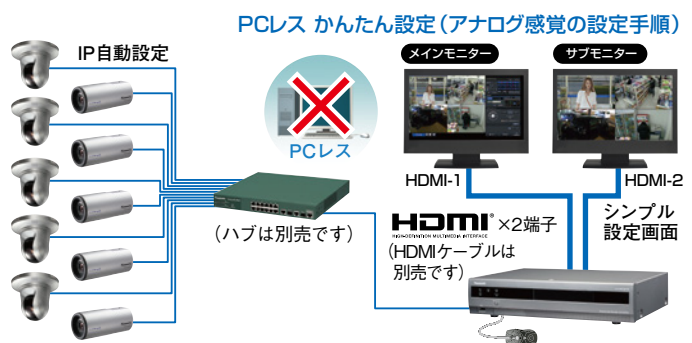 PCレス かんたん設定(アナログ感覚の設定手順)
IP自動設定
メインモニター
サブモニター
PCレス
HDMI-1
HDMI-2
(ハブは別売です)
HDMI®×2端子
HIGH-DEFINITION MULTIMEDIA INTERFACE
(HDMIケーブルは
別売です)
シンプル
設定画面